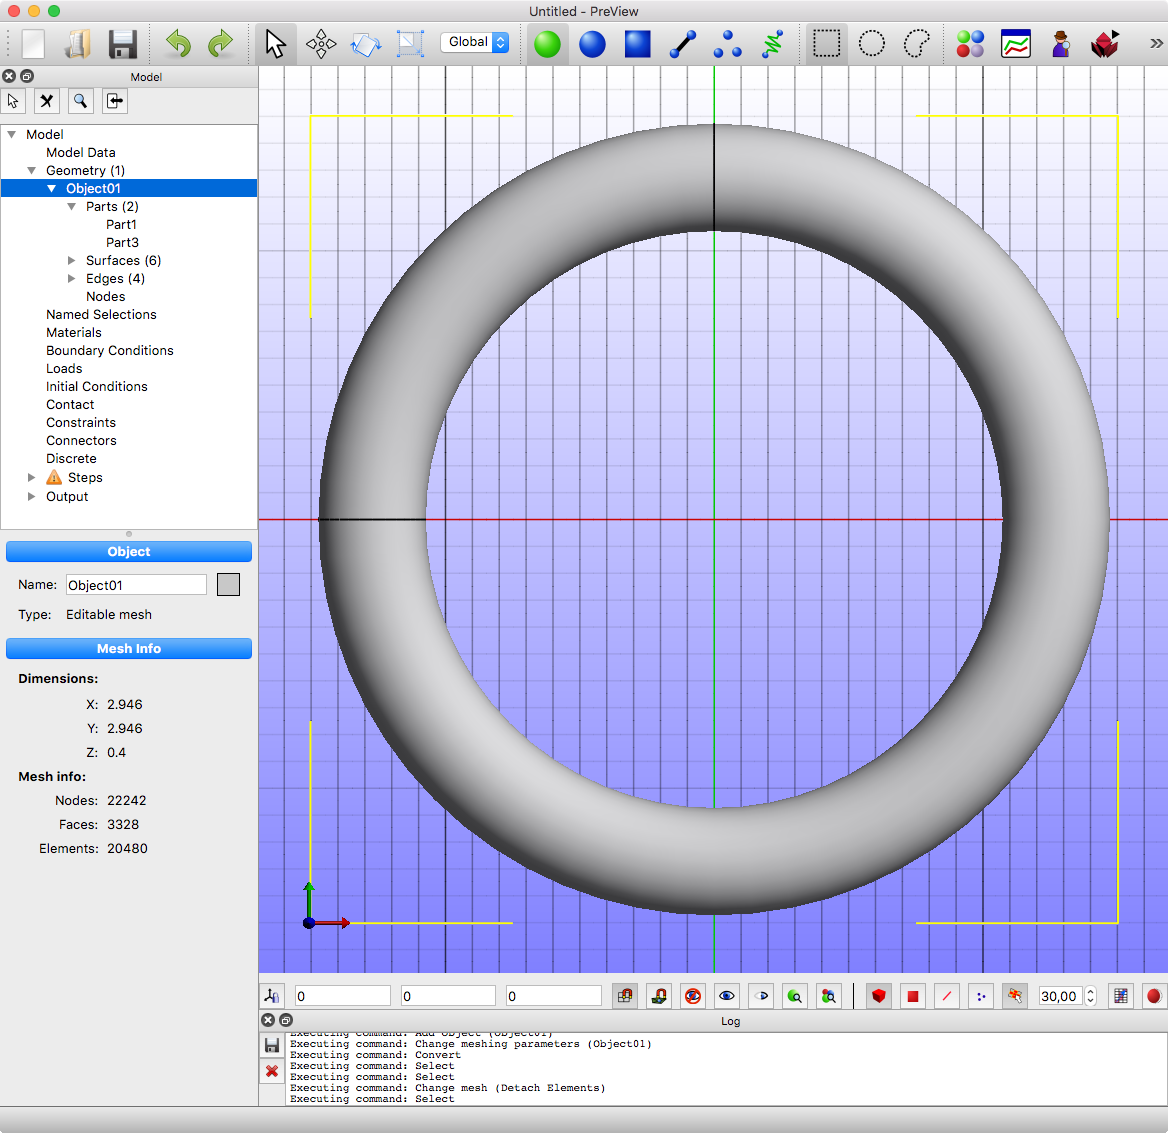 Untitled - PreView
Global
Model
Model
Model Data
Geometry (1)
Object01
Parts (2)
Part1
Part3
Surfaces (6)
Edges (4)
Nodes
Named Selections
Materials
Boundary Conditions
Loads
Initial Conditions
Contact
Constraints
Connectors
Discrete
Steps
Output
Object
Name: Object01
Type: Editable mesh
Mesh Info
Dimensions:
X: 2.946
Y: 2.946
Z: 0.4
Mesh info:
Nodes: 22242
Faces: 3328
Elements: 20480
0 0 0 30,00
Log
Executing command: Add Object (Object01)
Executing command: Change meshing parameters (Object01)
Executing command: Convert
Executing command: Select
Executing command: Select
Executing command: Change mesh (Detach Elements)
Executing command: Select